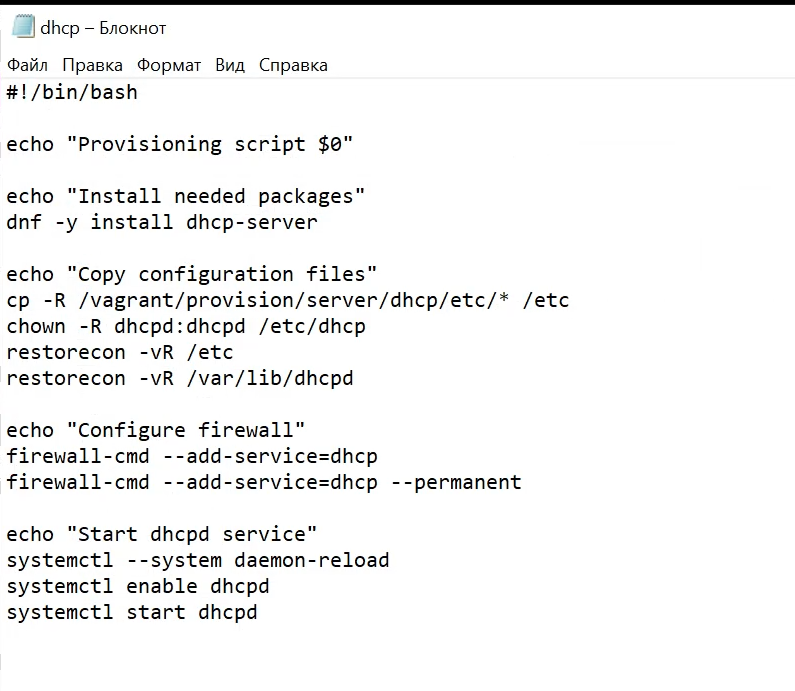 dhcp – Блокнот
Файл Правка Формат Вид Справка
#!/bin/bash
echo "Provisioning script $0"
echo "Install needed packages"
dnf -y install dhcp-server
echo "Copy configuration files"
cp -R /vagrant/provision/server/dhcp/etc/* /etc
chown -R dhcpd:dhcpd /etc/dhcp
restorecon -vR /etc
restorecon -vR /var/lib/dhcpd
echo "Configure firewall"
firewall-cmd --add-service=dhcp
firewall-cmd --add-service=dhcp --permanent
echo "Start dhcpd service"
systemctl --system daemon-reload
systemctl enable dhcpd
systemctl start dhcpd